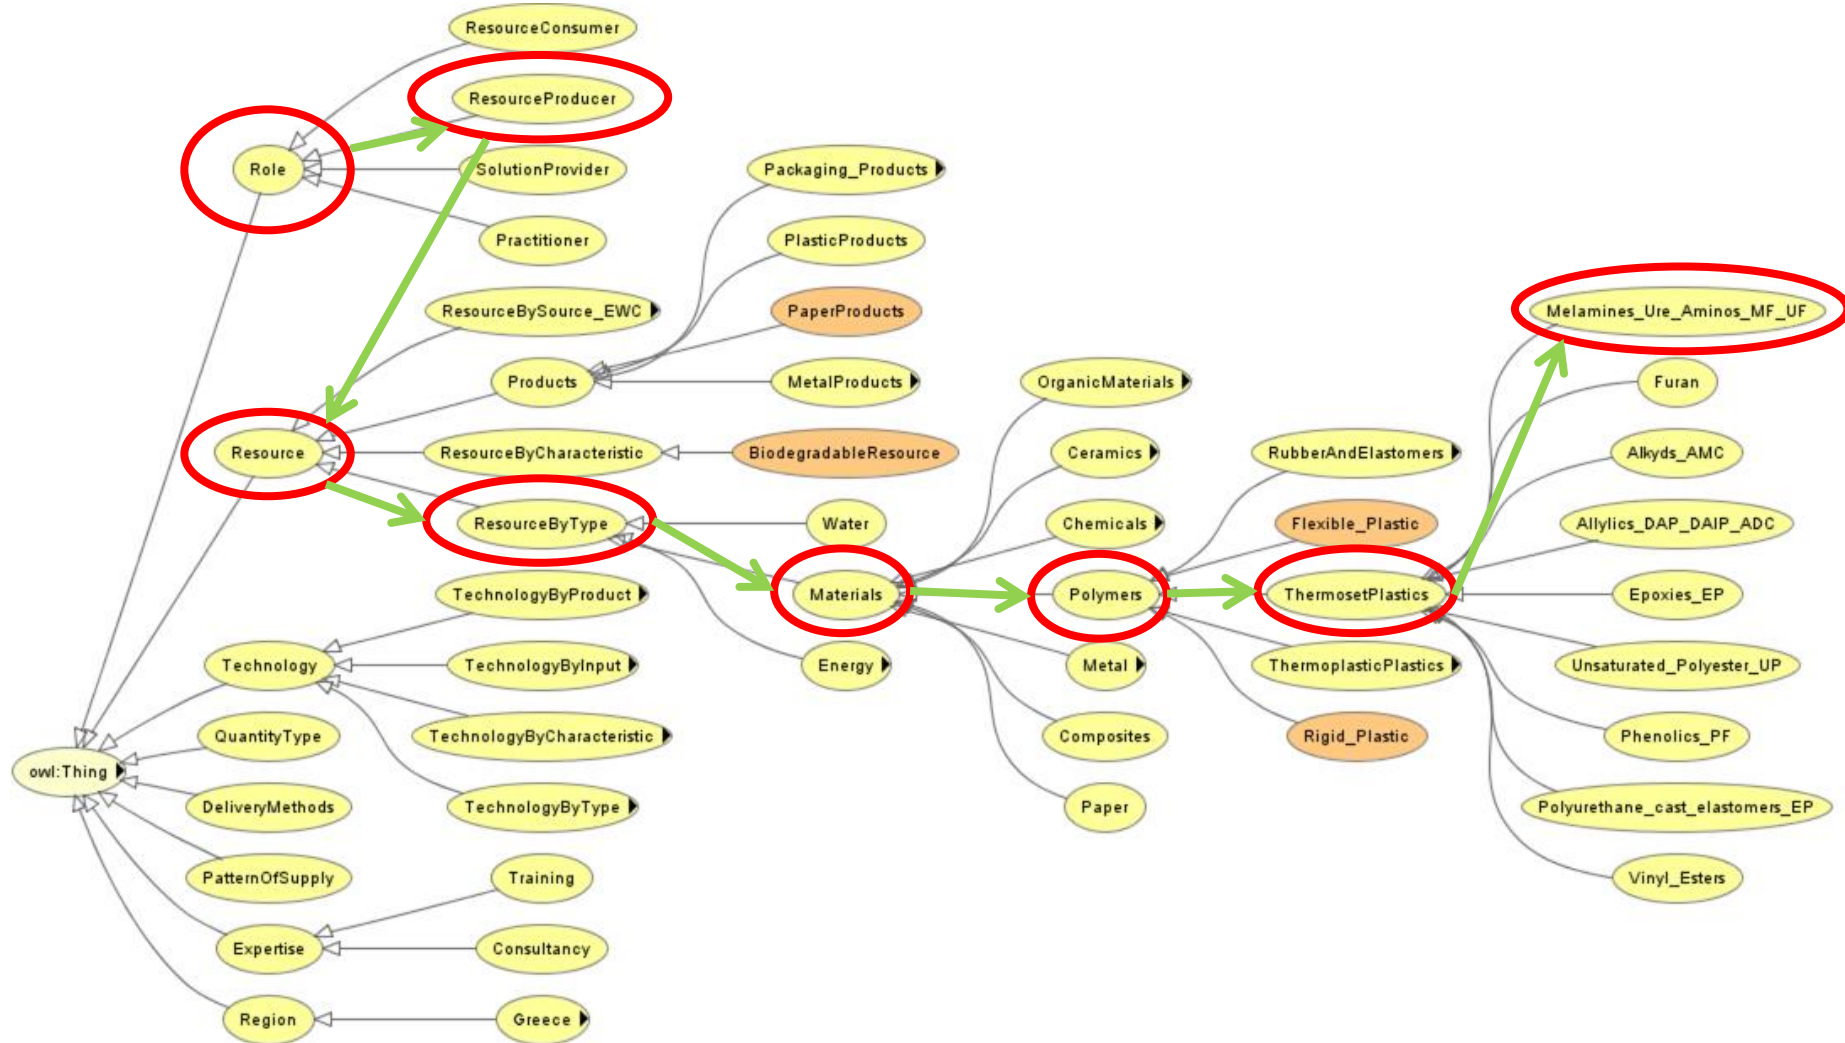 ResourceConsumer
ResourceProducer
Role
SolutionProvider
Packaging_Products
Practitioner
PlasticProducts
ResourceBySource_EWC
PaperProducts
Melamines_Ure_Aminos_MF_UF
Products
MetalProducts
OrganicMaterials
Furan
Resource
ResourceByCharacteristic
BiodegradableResource
Ceramics
RubberAndElastomers
Alkyds_AMC
ResourceByType
Water
Chemicals
Flexible_Plastic
Allylics_DAP_DAIP_ADC
TechnologyByProduct
Materials
Polymers
ThermosetPlastics
Epoxies_EP
Technology
TechnologyByInput
Energy
Metal
ThermoplasticPlastics
Unsaturated_Polyester_UP
QuantityType
TechnologyByCharacteristic
Composites
Rigid_Plastic
Phenolics_PF
owl:Thing
DeliveryMethods
TechnologyByType
Paper
Polyurethane_cast_elastomers_EP
PatternOfSupply
Training
Vinyl_Esters
Expertise
Consultancy
Region
Greece